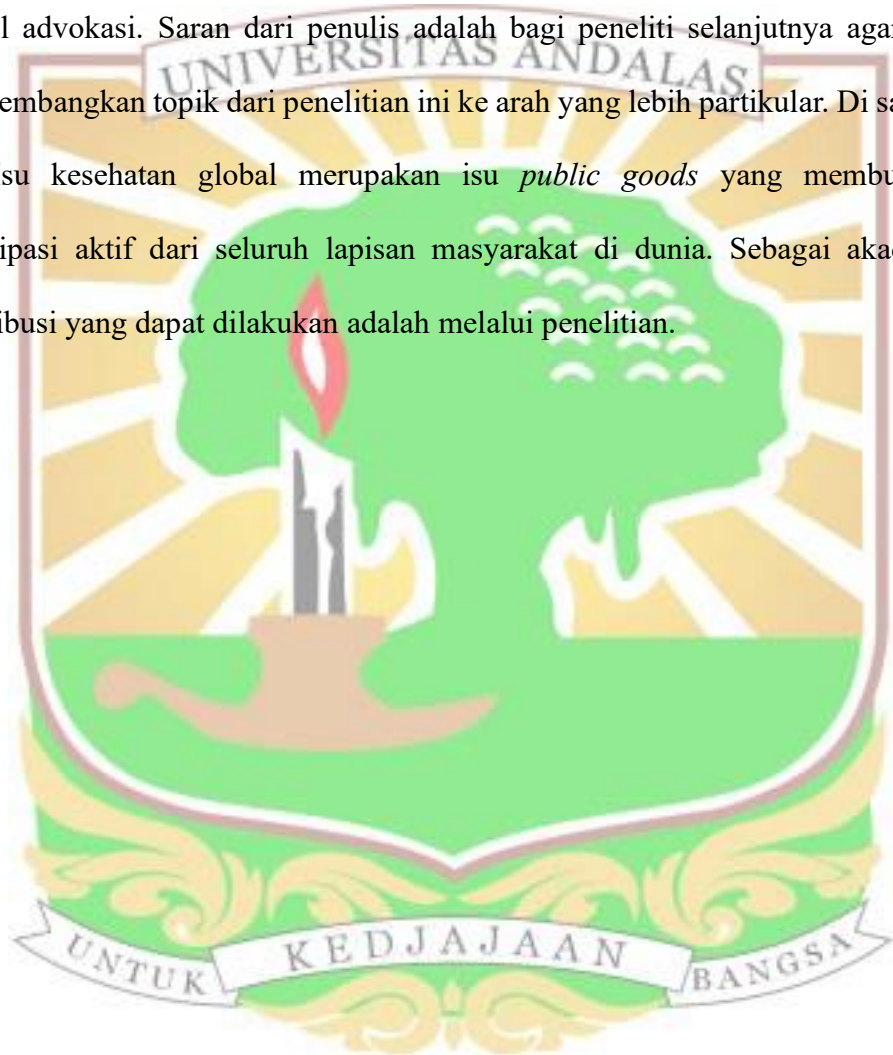 l advokasi. Saran dari penulis adalah bagi peneliti selanjutnya aga
UNIVERSITAS ANDALAS
embangkan topik dari penelitian ini ke arah yang lebih partikular. Di sa
su kesehatan global merupakan isu public goods yang membu
ipasi aktif dari seluruh lapisan masyarakat di dunia. Sebagai aka
ibusi yang dapat dilakukan adalah melalui penelitian.
UNTUK KEDJAJAAN BANGSA